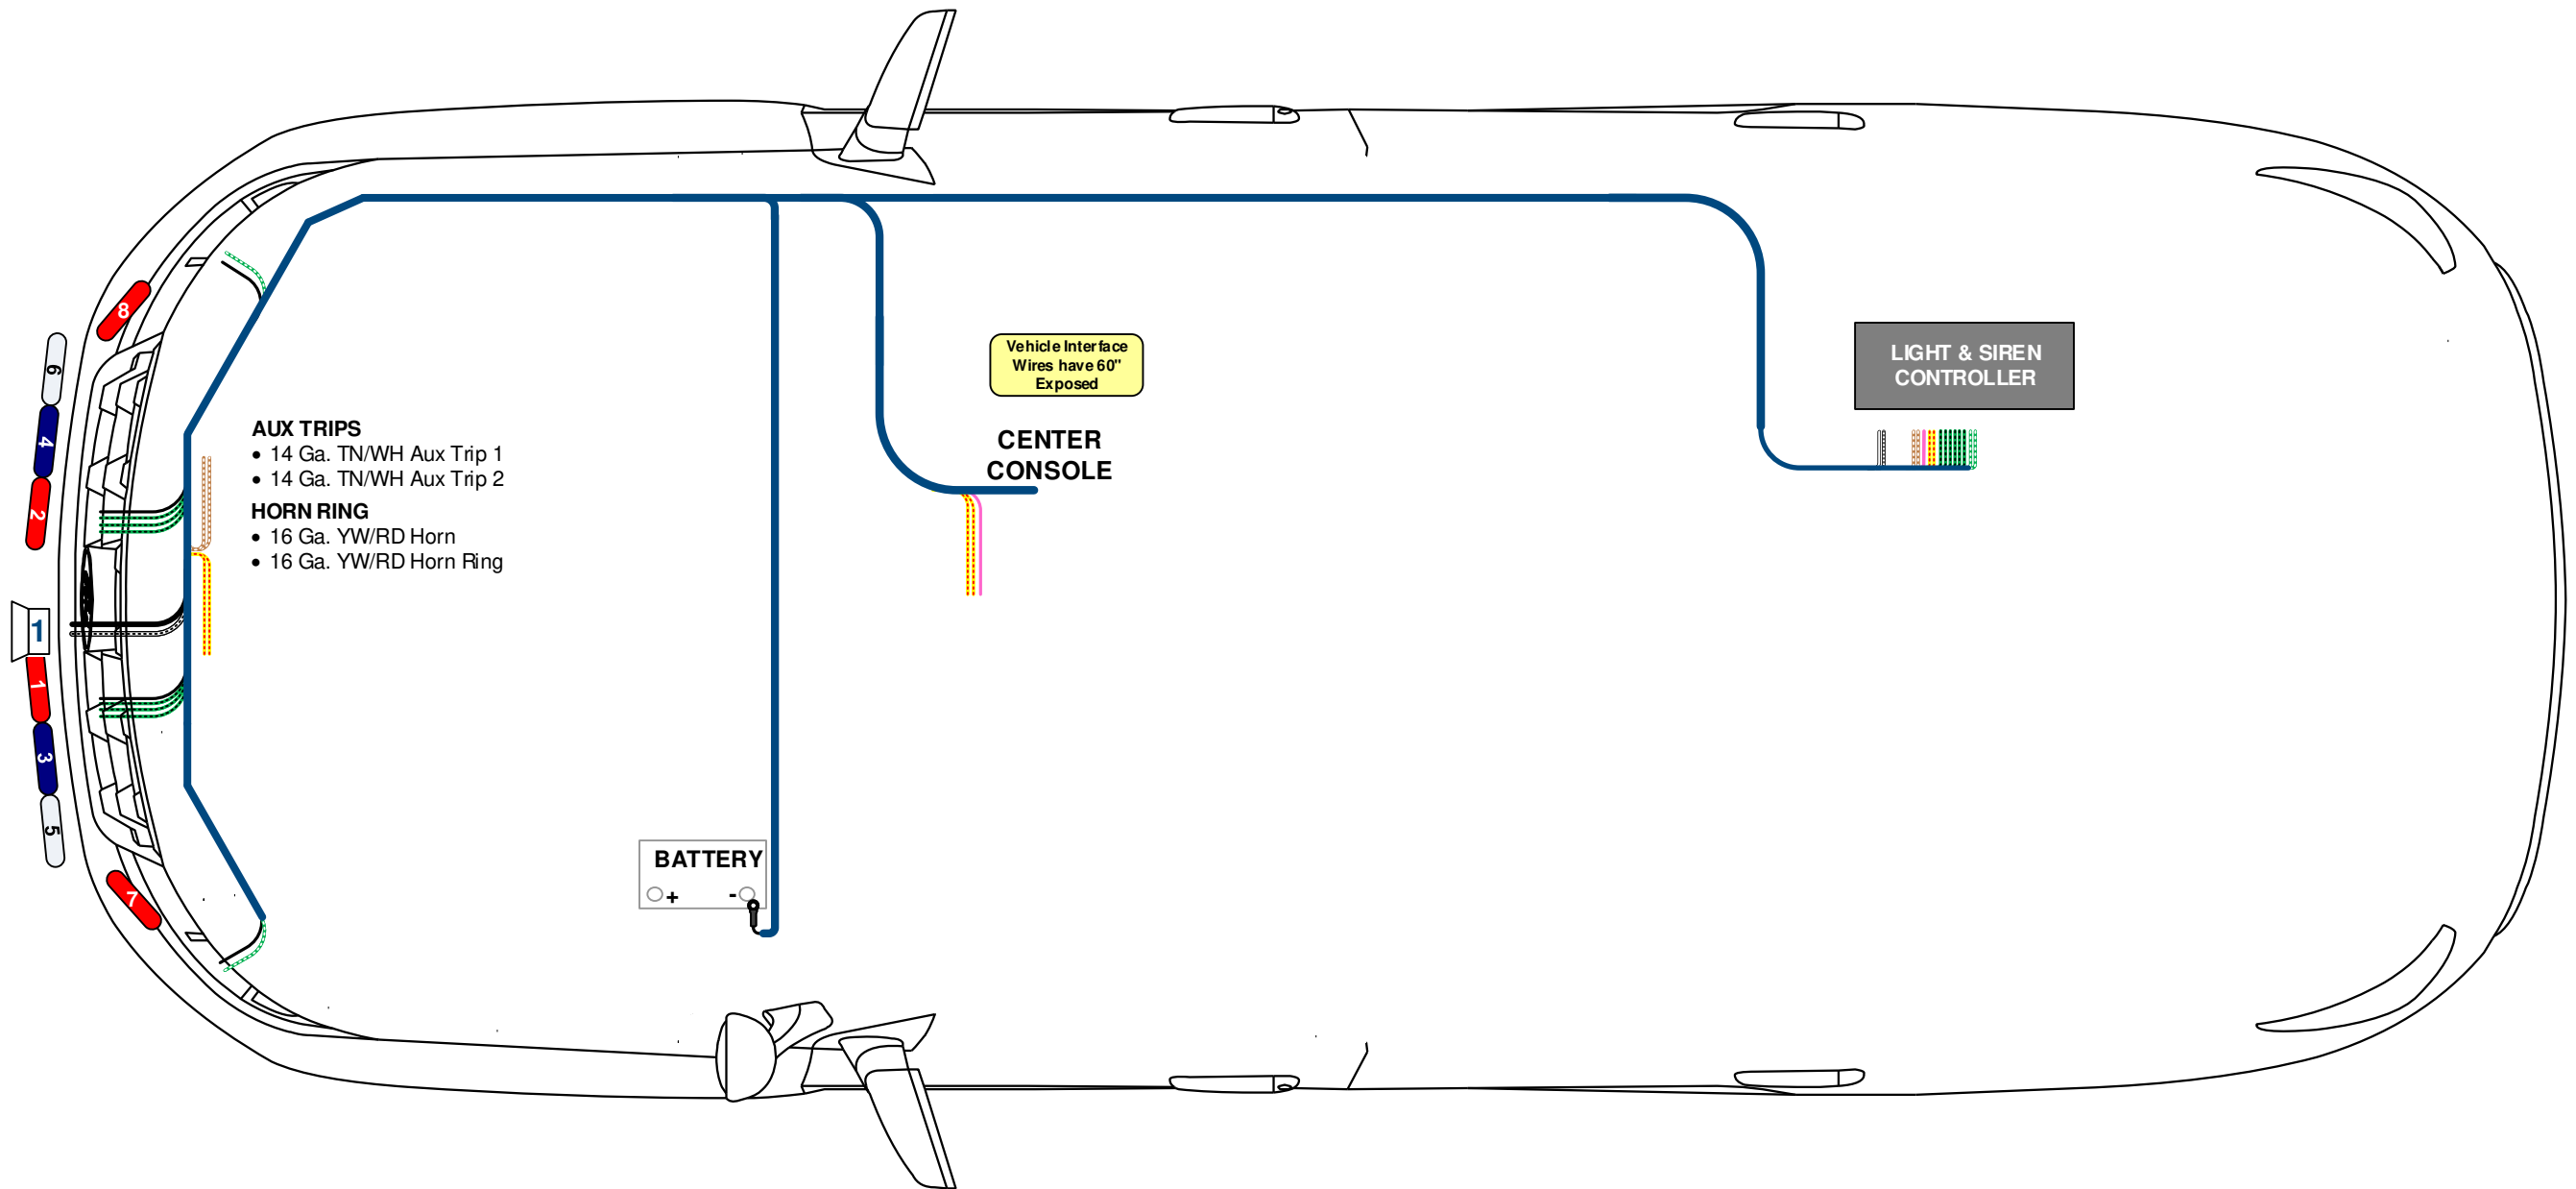 8
6
4
2
1
1
3
5
7
AUX TRIPS
• 14 Ga. TN/WH Aux Trip 1
• 14 Ga. TN/WH Aux Trip 2
HORN RING
• 16 Ga. YW/RD Horn
• 16 Ga. YW/RD Horn Ring
BATTERY
+ -
Vehicle Interface
Wires have 60"
Exposed
CENTER
CONSOLE
LIGHT & SIREN
CONTROLLER